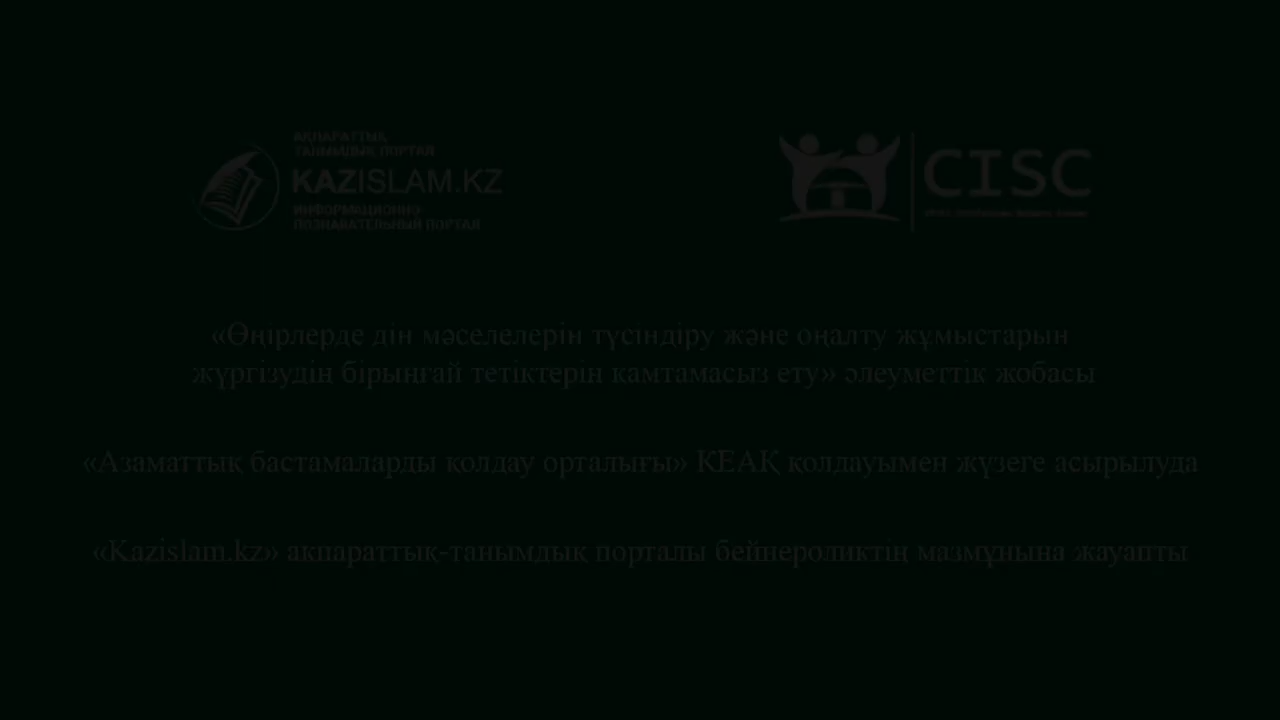 АҚПАРАТТЫҚ
ТАНЫМДЫҚ ПОРТАЛ
KAZISLAM.KZ
ИНФОРМАЦИОННО
ПОЗНАВАТЕЛЬНЫЙ ПОРТАЛ
CISC
«Өңірлерде дін мәселелерін түсіндіру және оңалту жұмыстарын
жүргізудің бірыңғай тетіктерін қамтамасыз ету» әлеуметтік жобасы
«Азаматтық бастамаларды қолдау орталығы» КЕАҚ қолдауымен жүзеге асырылуда
«Kazislam.kz» ақпараттық-танымдық порталы бейнероликтің мазмұнына жауапты